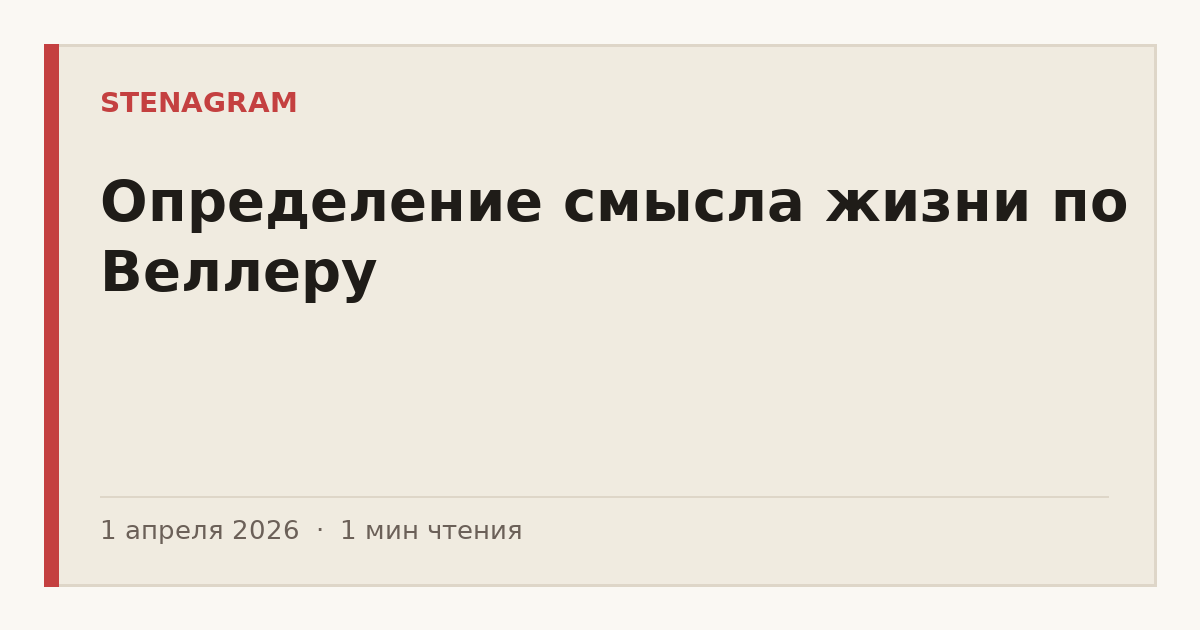 STENAGRAM
Определение смысла жизни по
Веллеру
1 апреля 2026 · 1 мин чтения